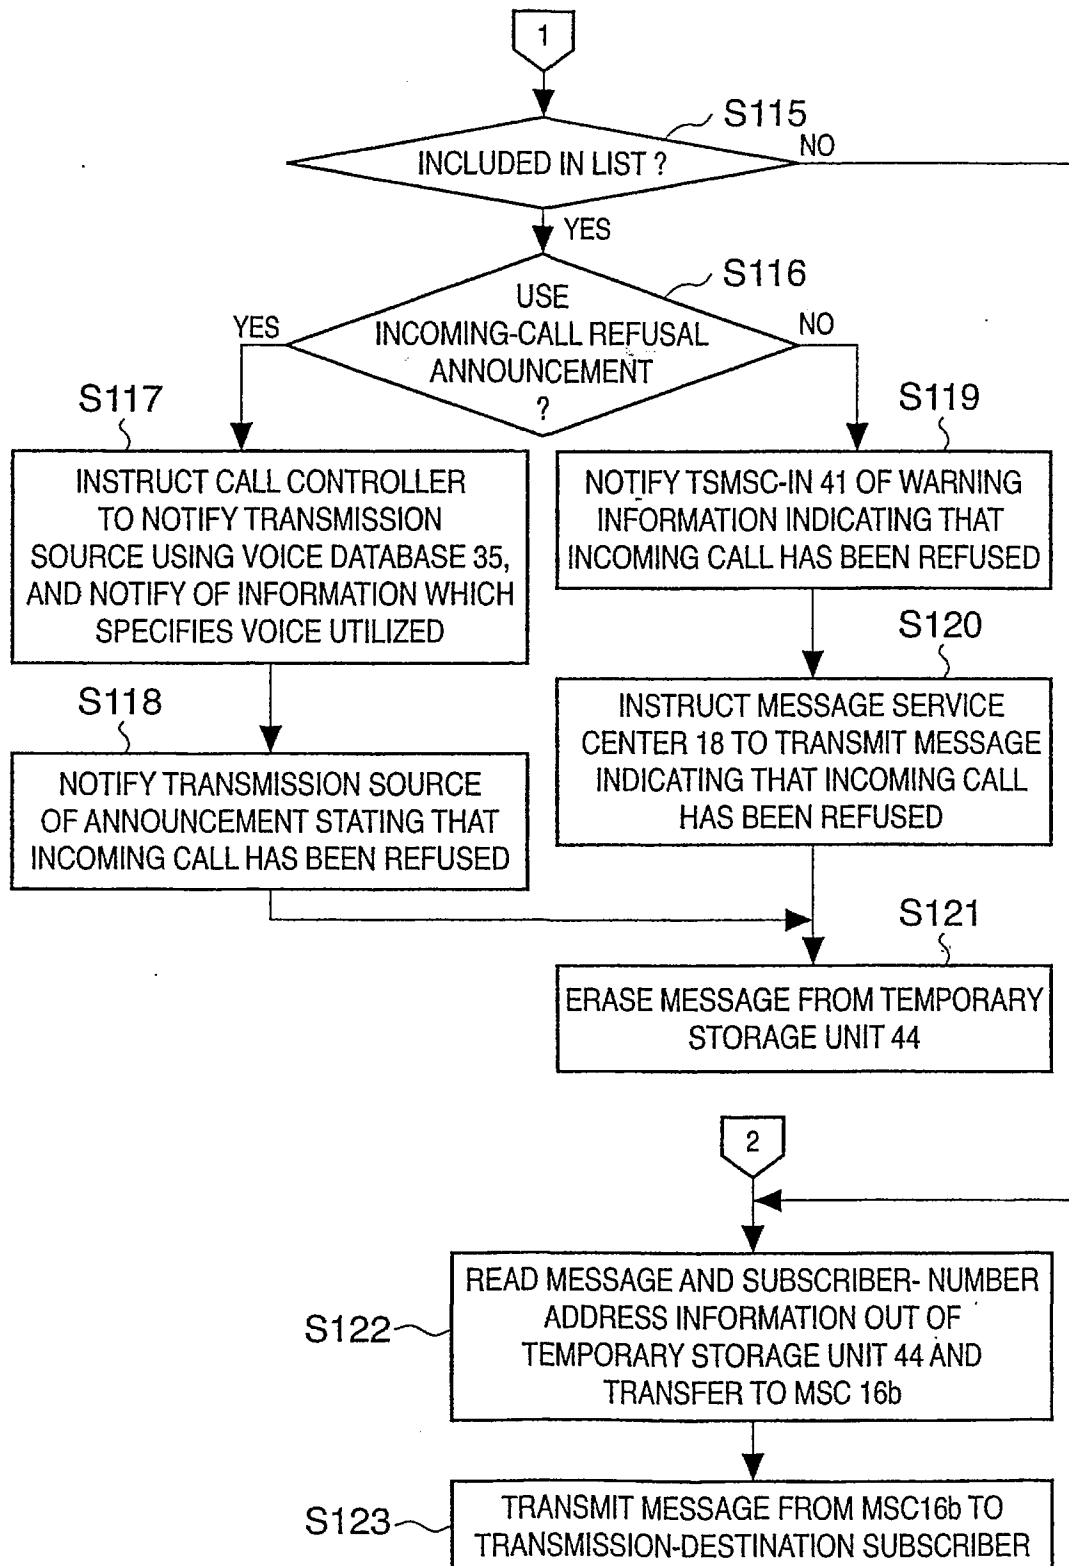 1
S115
INCLUDED IN LIST ?
NO
YES
S116
USE
INCOMING-CALL REFUSAL
ANNOUNCEMENT
?
YES
NO
S117
INSTRUCT CALL CONTROLLER
TO NOTIFY TRANSMISSION
SOURCE USING VOICE DATABASE 35,
AND NOTIFY OF INFORMATION WHICH
SPECIFIES VOICE UTILIZED
S118
NOTIFY TRANSMISSION SOURCE
OF ANNOUNCEMENT STATING THAT
INCOMING CALL HAS BEEN REFUSED
S119
NOTIFY TSMSC-IN 41 OF WARNING
INFORMATION INDICATING THAT
INCOMING CALL HAS BEEN REFUSED
S120
INSTRUCT MESSAGE SERVICE
CENTER 18 TO TRANSMIT MESSAGE
INDICATING THAT INCOMING CALL
HAS BEEN REFUSED
S121
ERASE MESSAGE FROM TEMPORARY
STORAGE UNIT 44
2
S122
READ MESSAGE AND SUBSCRIBER- NUMBER
ADDRESS INFORMATION OUT OF
TEMPORARY STORAGE UNIT 44 AND
TRANSFER TO MSC 16b
S123
TRANSMIT MESSAGE FROM MSC16b TO
TRANSMISSION-DESTINATION SUBSCRIBER